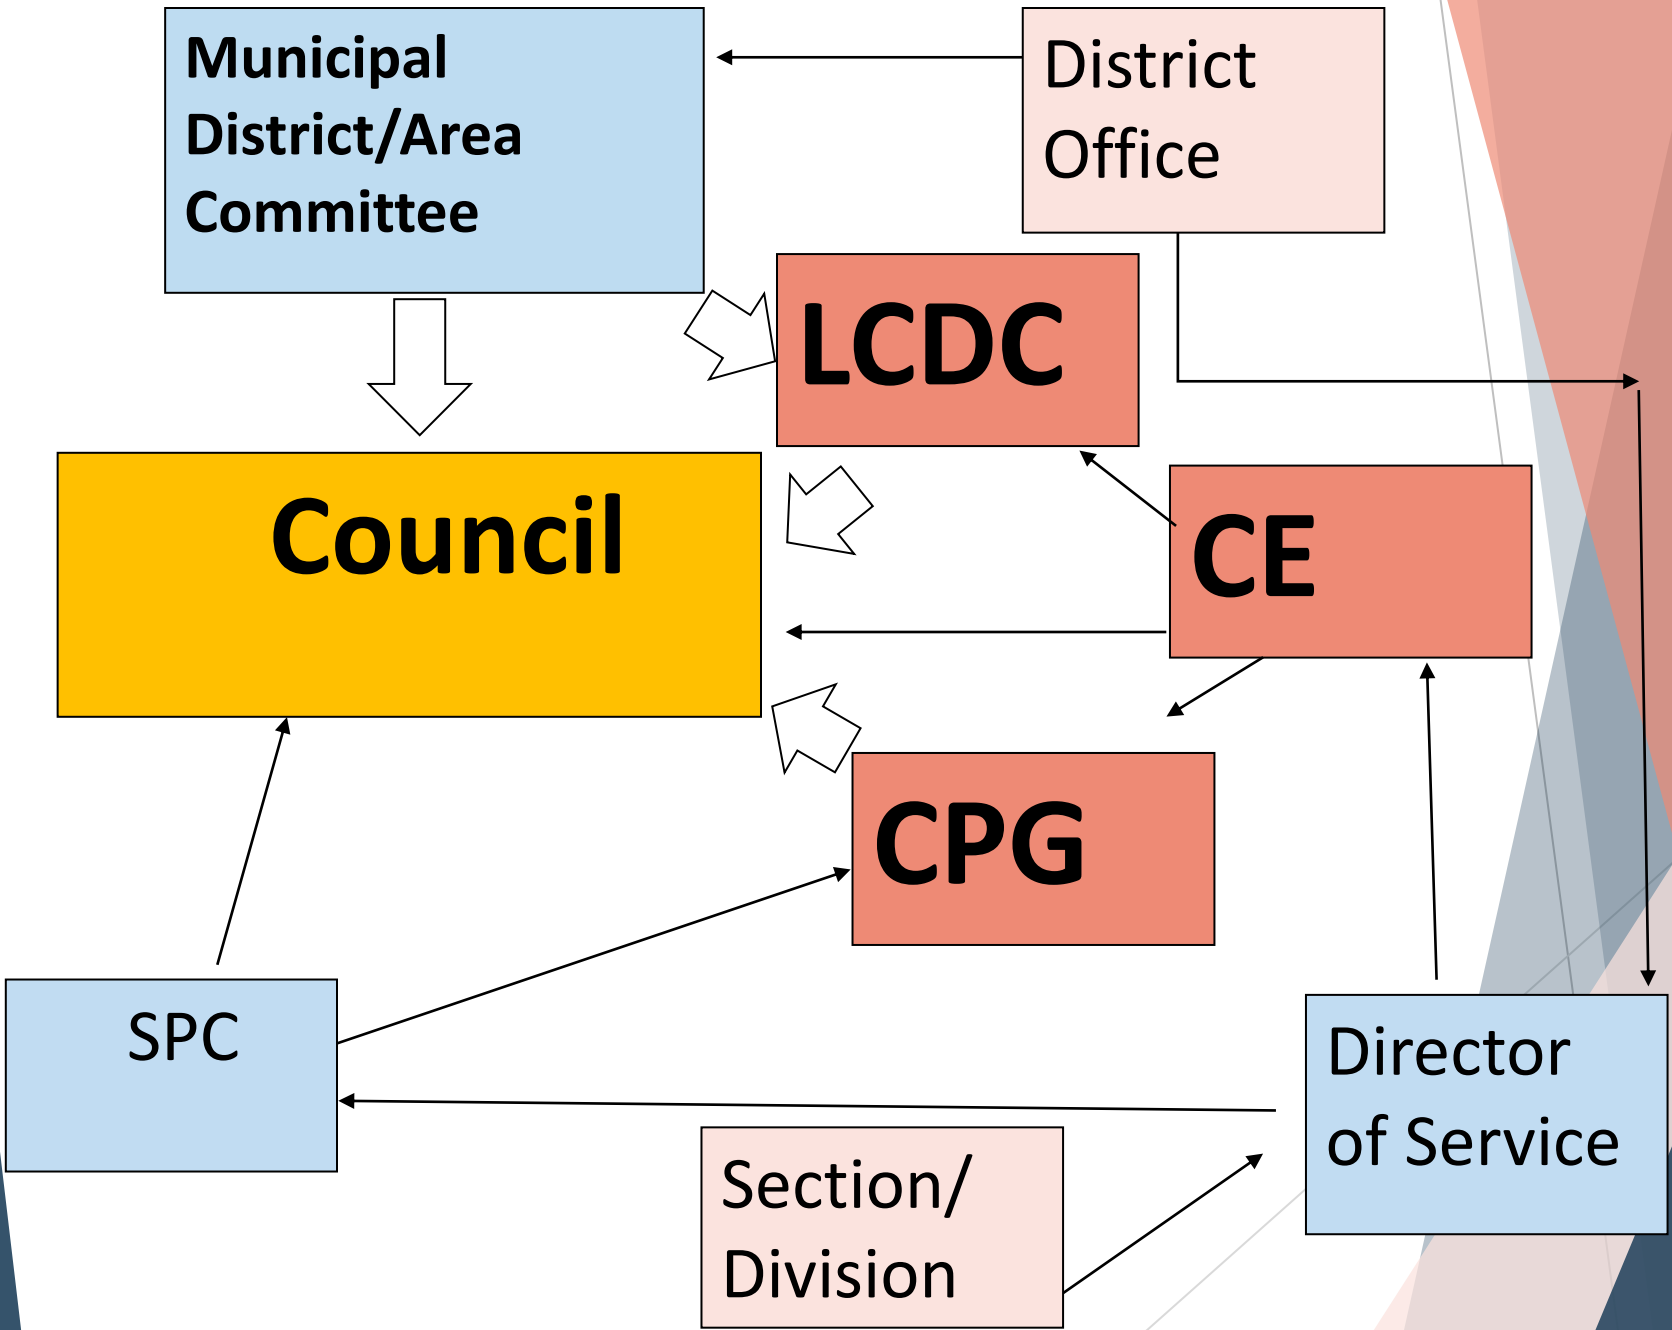 Municipal
District/Area
Committee
District
Office
LCDC
Council
CE
CPG
SPC
Director
of Service
Section/
Division